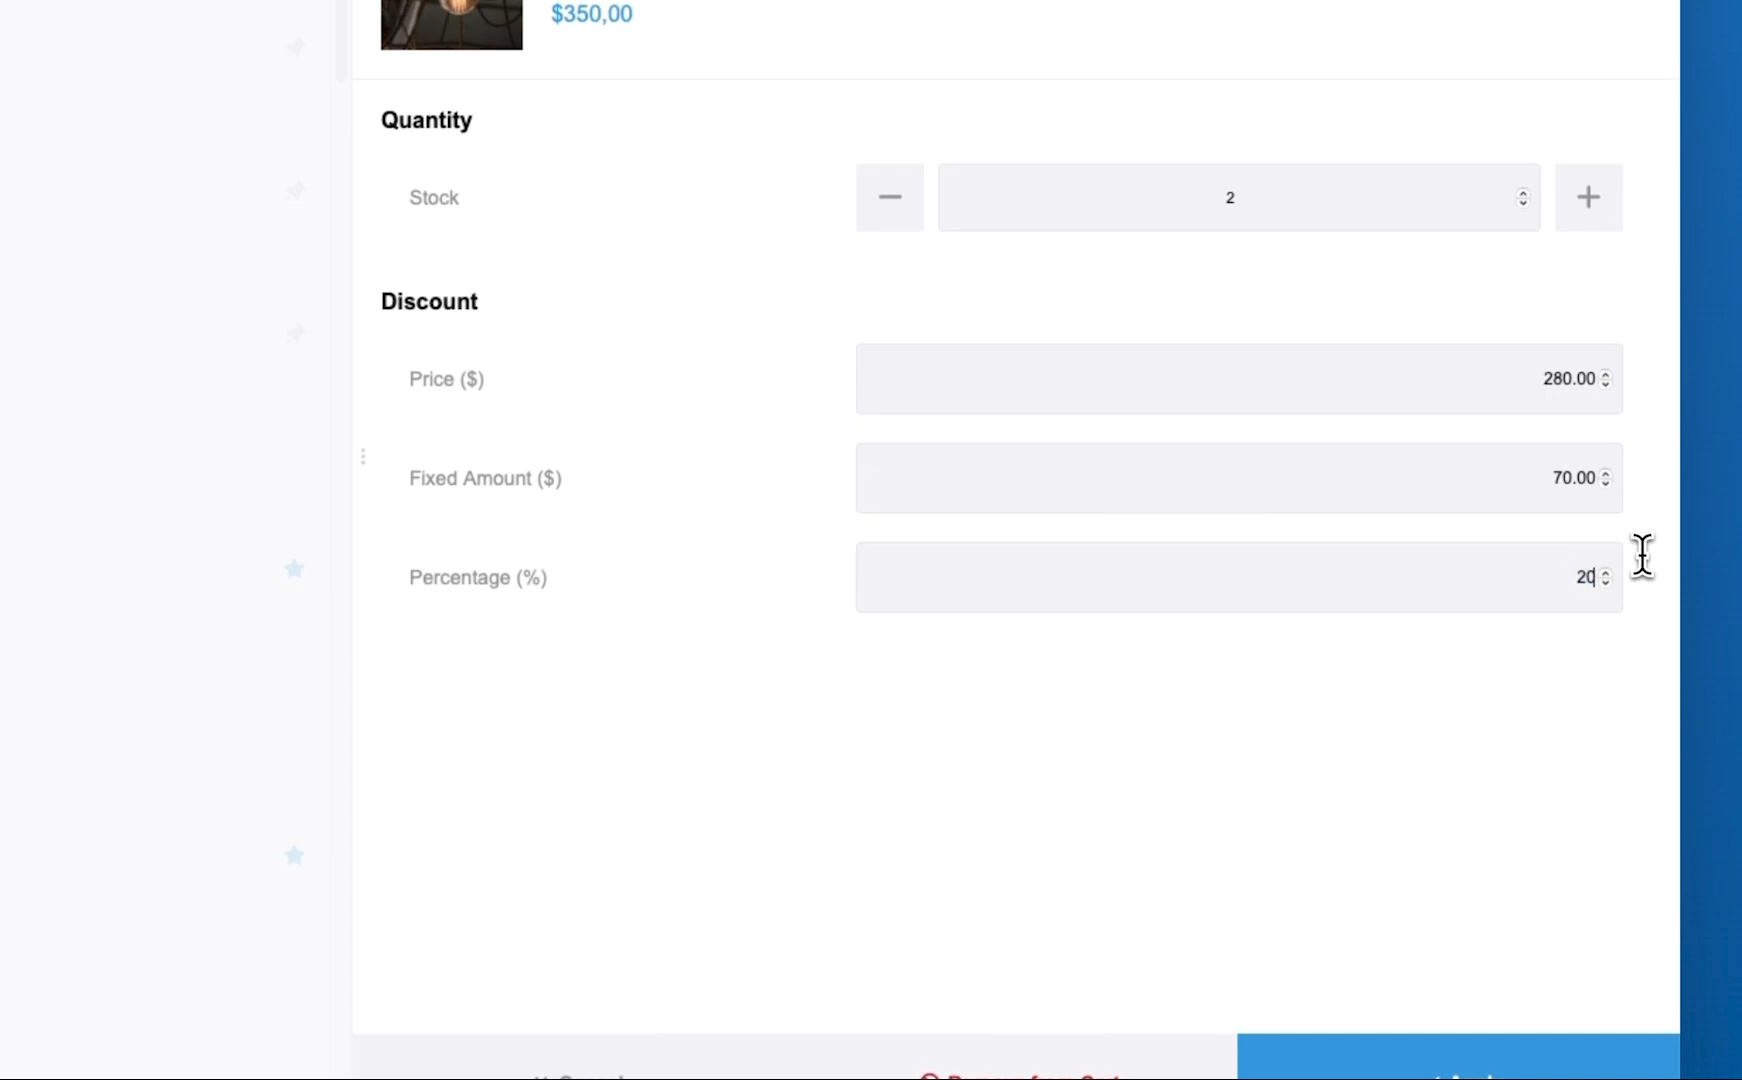 $350,00
Quantity
Stock
2
Discount
Price ($)
280.00
Fixed Amount ($)
70.00
Percentage (%)
20